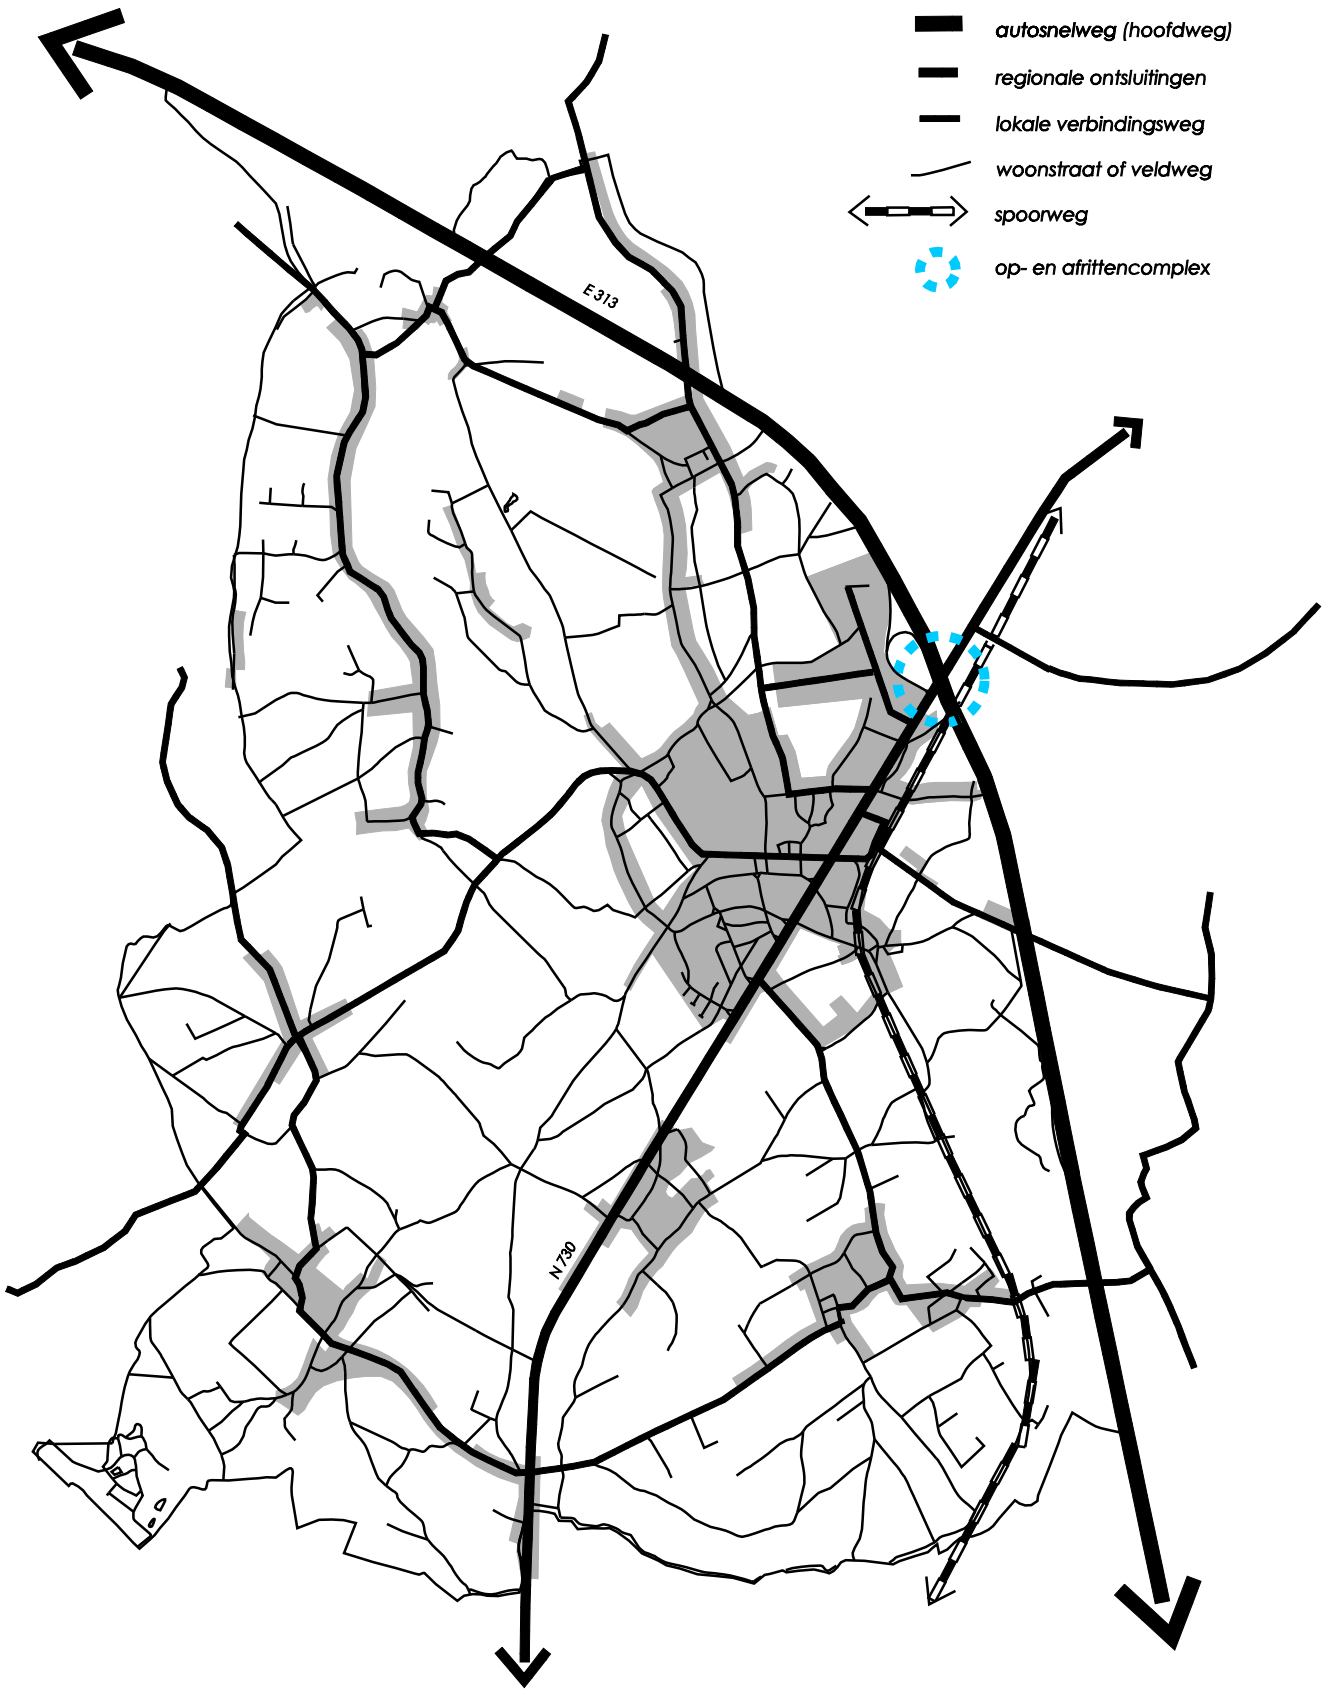 autosnelweg (hoofdweg)
regionale ontsluitingen
lokale verbindingsweg
woonstraat of veldweg
spoorweg
op- en afrittencomplex
E 313
N 730